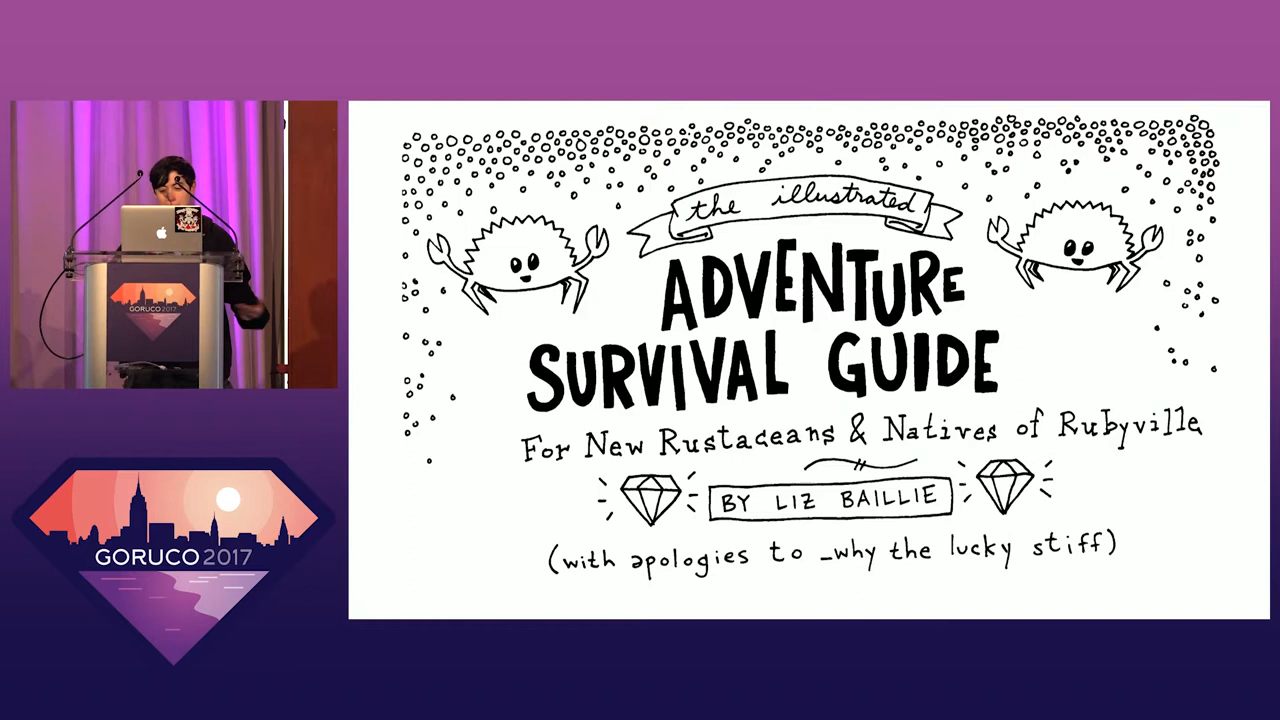 GORUCO 2017
GORUCO 2017
the illustrated
ADVENTURE
SURVIVAL GUIDE
For New Rustaceans & Natives of Rubyville
BY LIZ BAILLIE
(with apologies to _why the lucky stiff)